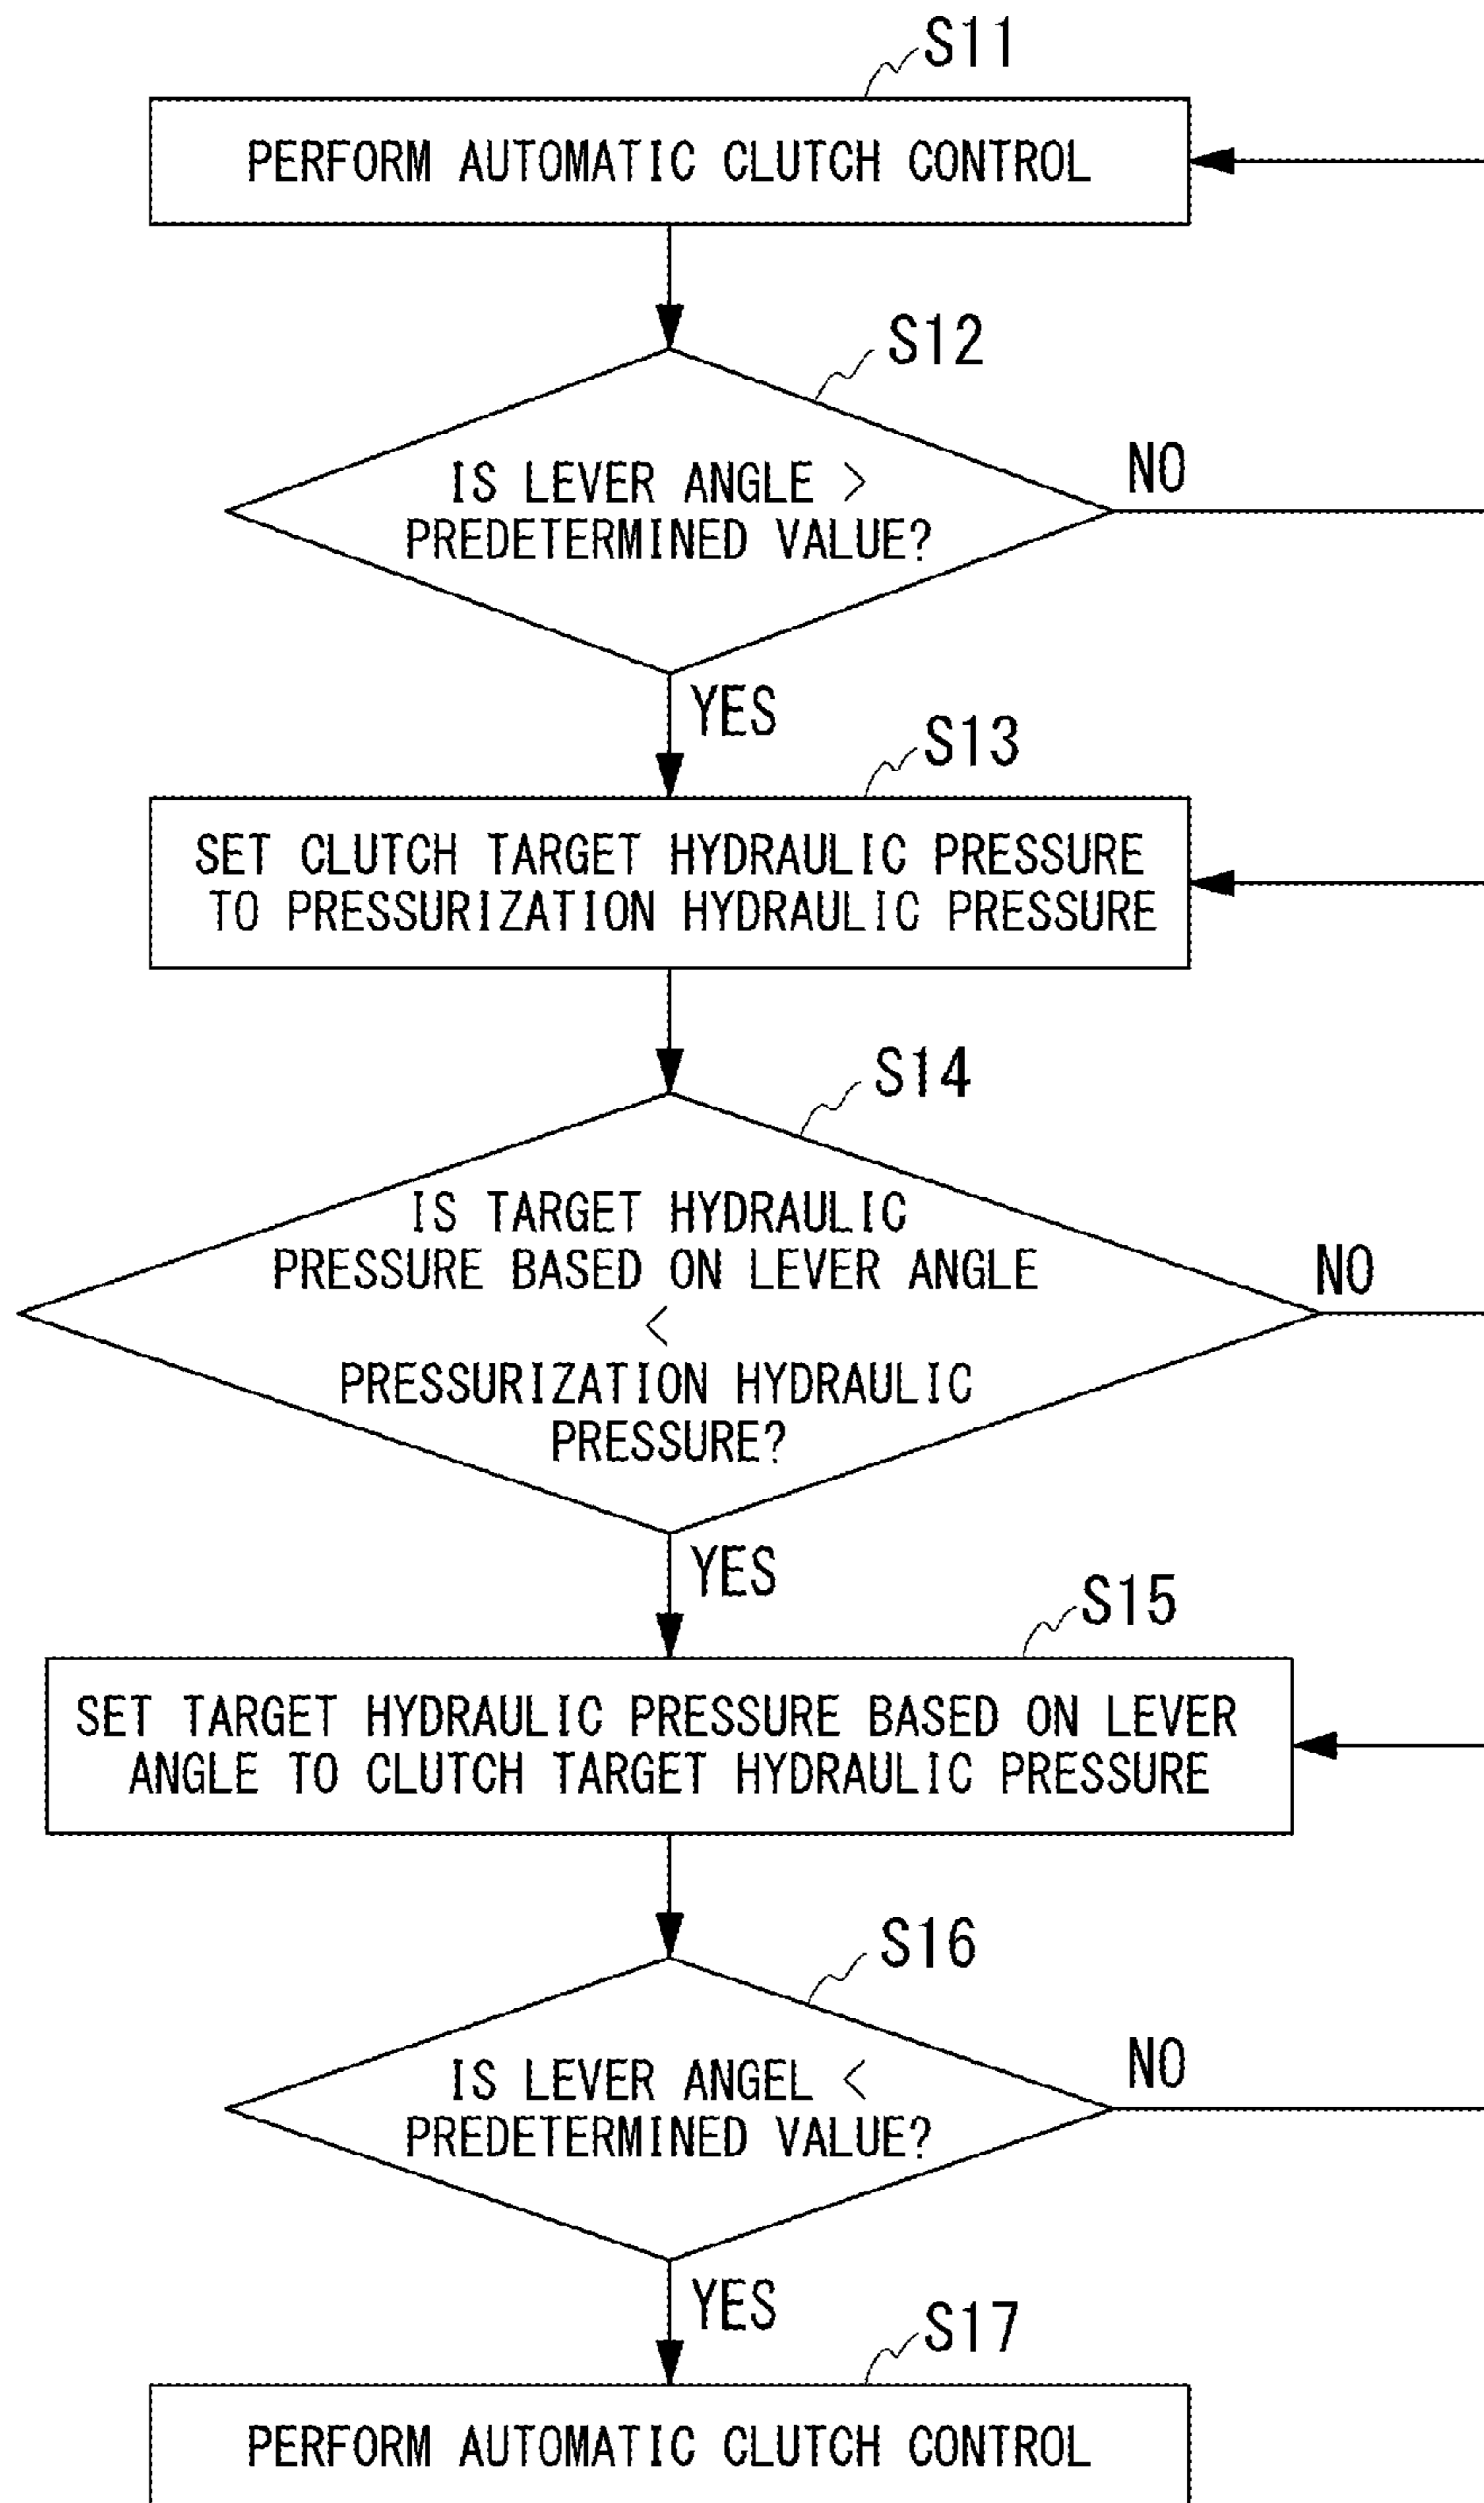 S11
PERFORM AUTOMATIC CLUTCH CONTROL
S12
IS LEVER ANGLE >
PREDETERMINED VALUE?
NO
YES
S13
SET CLUTCH TARGET HYDRAULIC PRESSURE
TO PRESSURIZATION HYDRAULIC PRESSURE
S14
IS TARGET HYDRAULIC
PRESSURE BASED ON LEVER ANGLE
<
PRESSURIZATION HYDRAULIC
PRESSURE?
NO
YES
S15
SET TARGET HYDRAULIC PRESSURE BASED ON LEVER
ANGLE TO CLUTCH TARGET HYDRAULIC PRESSURE
S16
IS LEVER ANGEL <
PREDETERMINED VALUE?
NO
YES
S17
PERFORM AUTOMATIC CLUTCH CONTROL